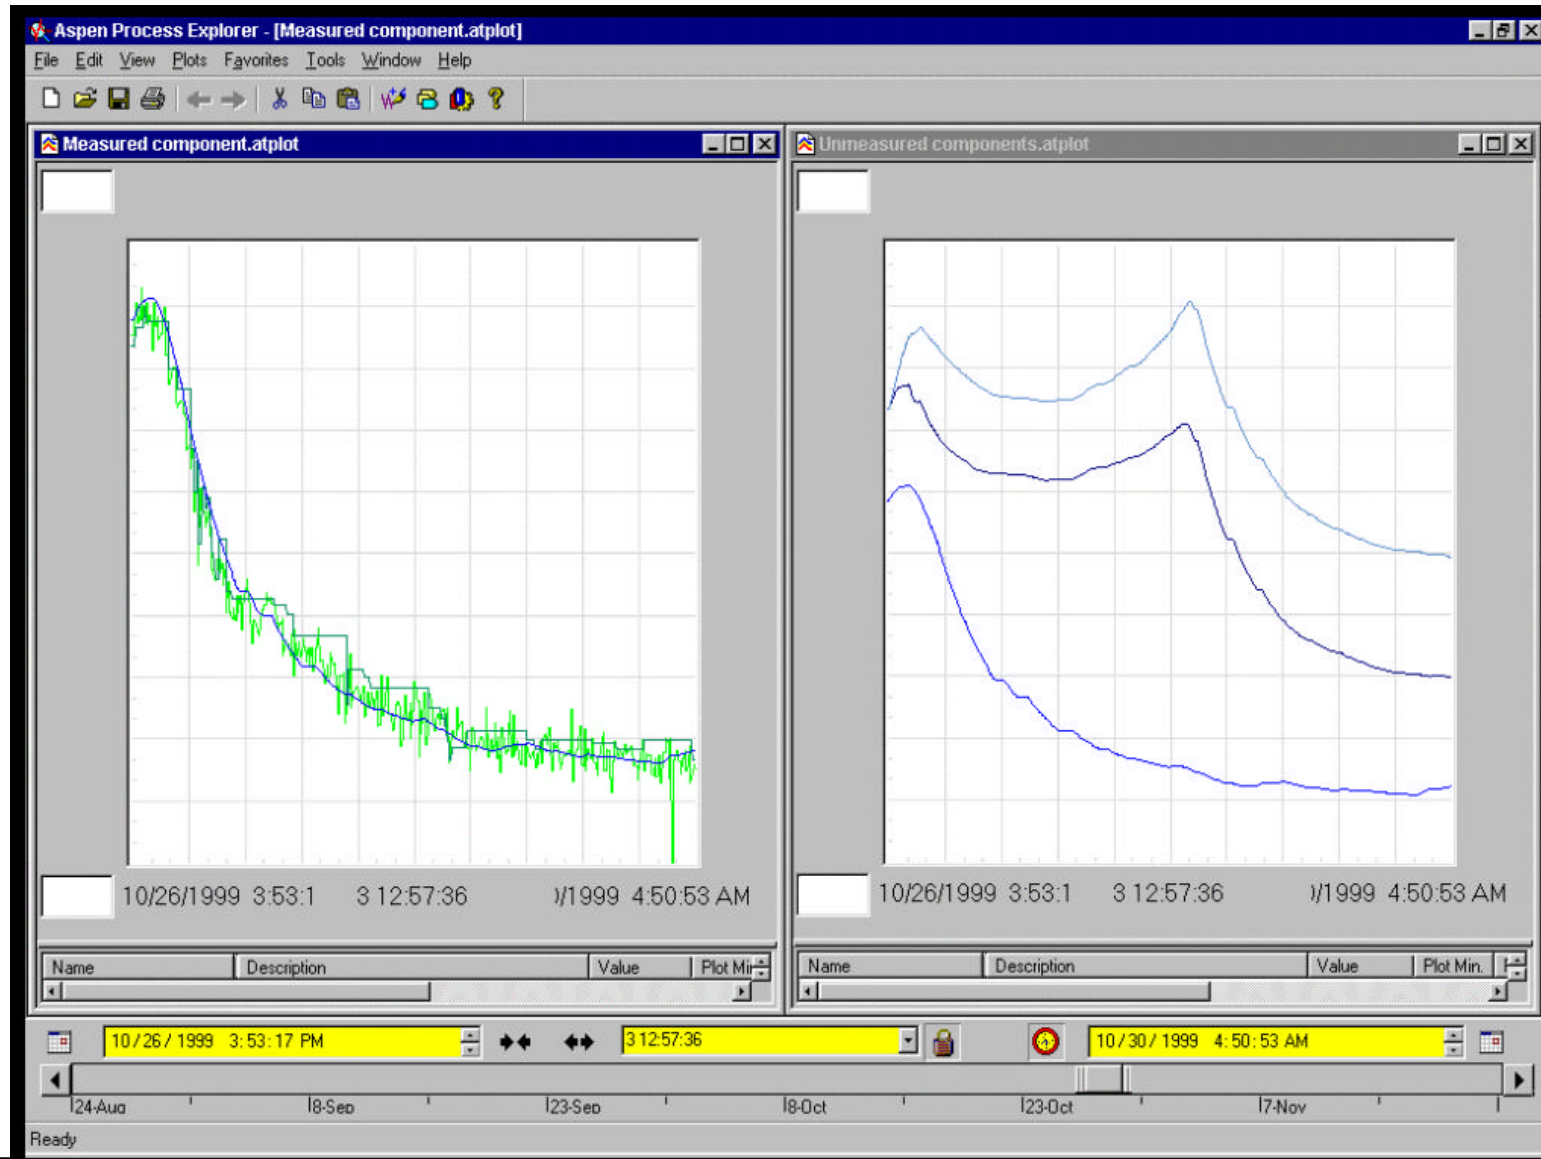 Aspen Process Explorer - [Measured component.atplot]
File Edit View Plots Favorites Tools Window Help
Measured component.atplot
Unmeasured components.atplot
10/26/1999 3:53:1 3 12:57:36 )/1999 4:50:53 AM
10/26/1999 3:53:1 3 12:57:36 )/1999 4:50:53 AM
Name Description Value Plot Min
Name Description Value Plot Min.
10/26/1999 3:53:17 PM
3 12:57:36
10/30/1999 4:50:53 AM
24-Aug 8-Sep 23-Sep 8-Oct 23-Oct 7-Nov
Ready